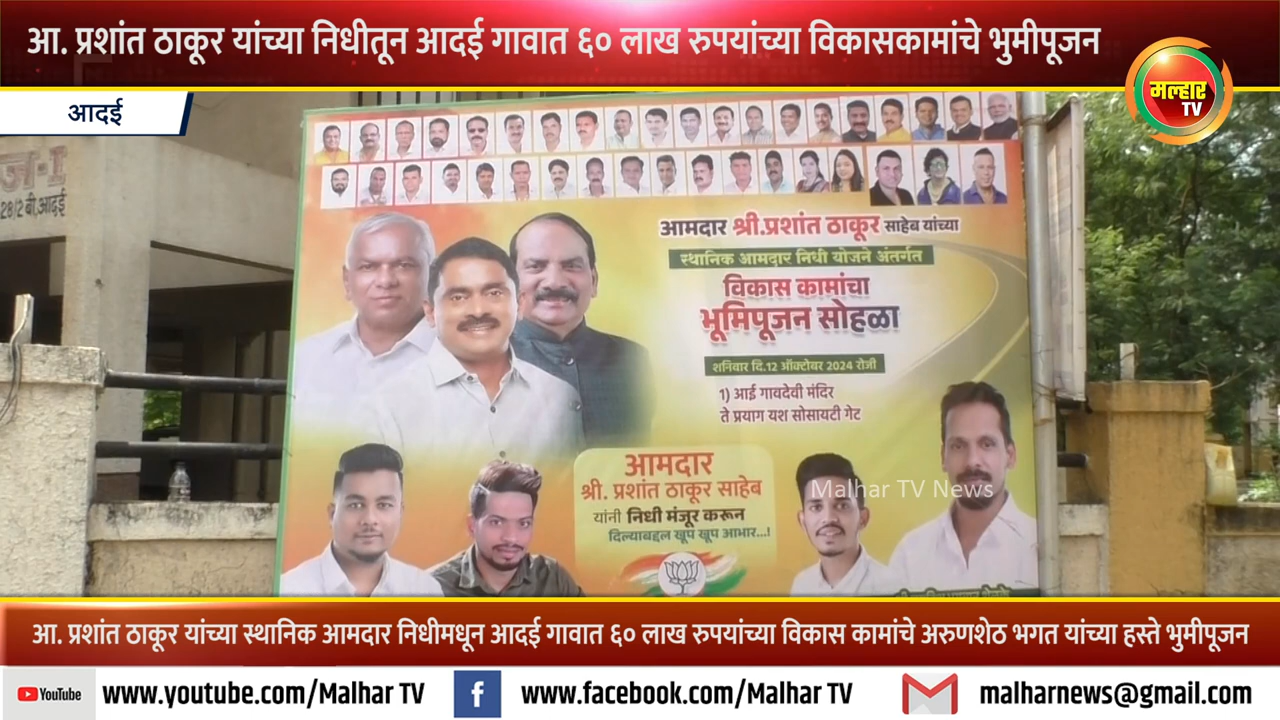 आ. प्रशांत ठाकूर यांच्या निधीतून आदई गावात ६० लाख रुपयांच्या विकासकामांचे भुमीपूजन
मल्हार
TV
आदई
28/2 बी,आदई
आमदार श्री.प्रशांत ठाकूर साहेब यांच्या
स्थानिक आमदार निधी योजने अंतर्गत
विकास कामांचा
भूमिपूजन सोहळा
शनिवार दि.12 ऑक्टोबर 2024 रोजी
1) आई गावदेवी मंदिर
ते प्रयाग यश सोसायटी गेट
आमदार
श्री. प्रशांत ठाकूर साहेब
यांनी निधी मंजूर करून
दिल्याबद्दल खूप खूप आभार...!
Malhar TV News
आ. प्रशांत ठाकूर यांच्या स्थानिक आमदार निधीमधून आदई गावात ६० लाख रुपयांच्या विकास कामांचे अरुणशेठ भगत यांच्या हस्ते भुमीपूजन
YouTube www.youtube.com/Malhar TV f www.facebook.com/Malhar TV malharnews@gmail.com